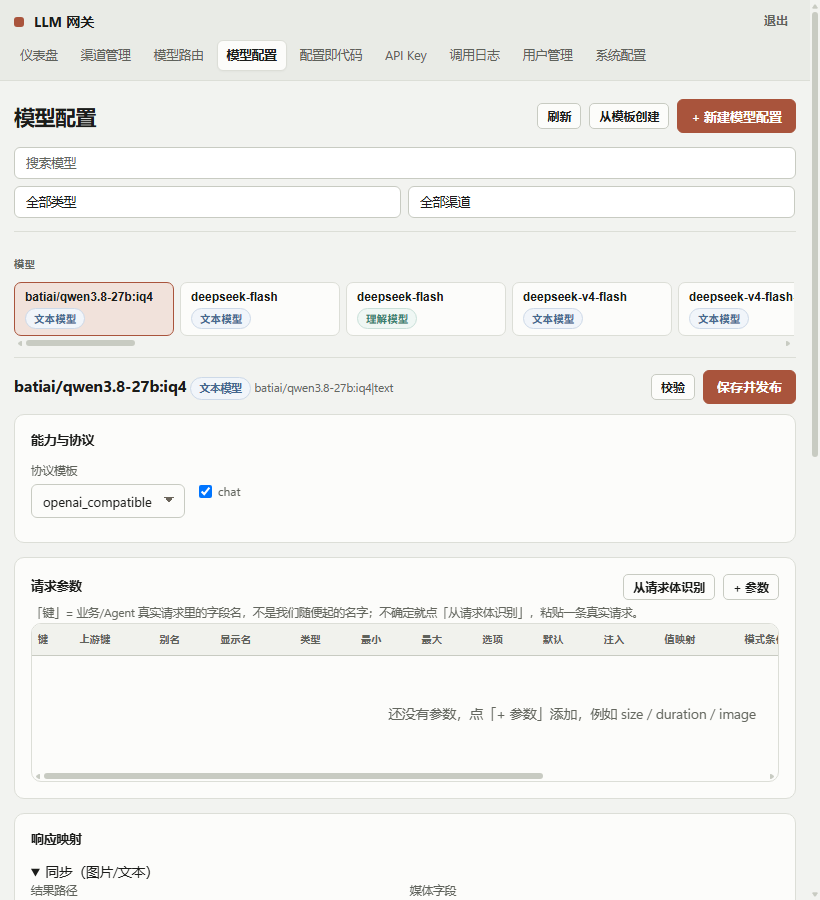 LLM 网关
退出
仪表盘 渠道管理 模型路由 模型配置 配置即代码 API Key 调用日志 用户管理 系统配置
模型配置
刷新 从模板创建 + 新建模型配置
搜索模型
全部类型 全部渠道
模型
batiai/qwen3.8-27b:iq4 deepseek-flash deepseek-flash deepseek-v4-flash deepseek-v4-flash
文本模型 文本模型 理解模型 文本模型 文本模型
batiai/qwen3.8-27b:iq4 文本模型 batiai/qwen3.8-27b:iq4|text 校验 保存并发布
能力与协议
协议模板
openai_compatible chat
请求参数 从请求体识别 + 参数
「键」= 业务/Agent 真实请求里的字段名，不是我们随便起的名字；不确定就点「从请求体识别」，粘贴一条真实请求。
键 上游键 别名 显示名 类型 最小 最大 选项 默认 注入 值映射 模式条
还没有参数，点「+ 参数」添加，例如 size / duration / image
响应映射
▼ 同步（图片/文本）
结果路径 媒体字段